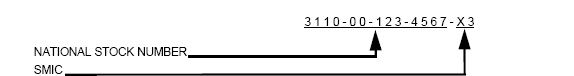 3110-00-123-4567-X3
NATIONAL STOCK NUMBER
SMIC